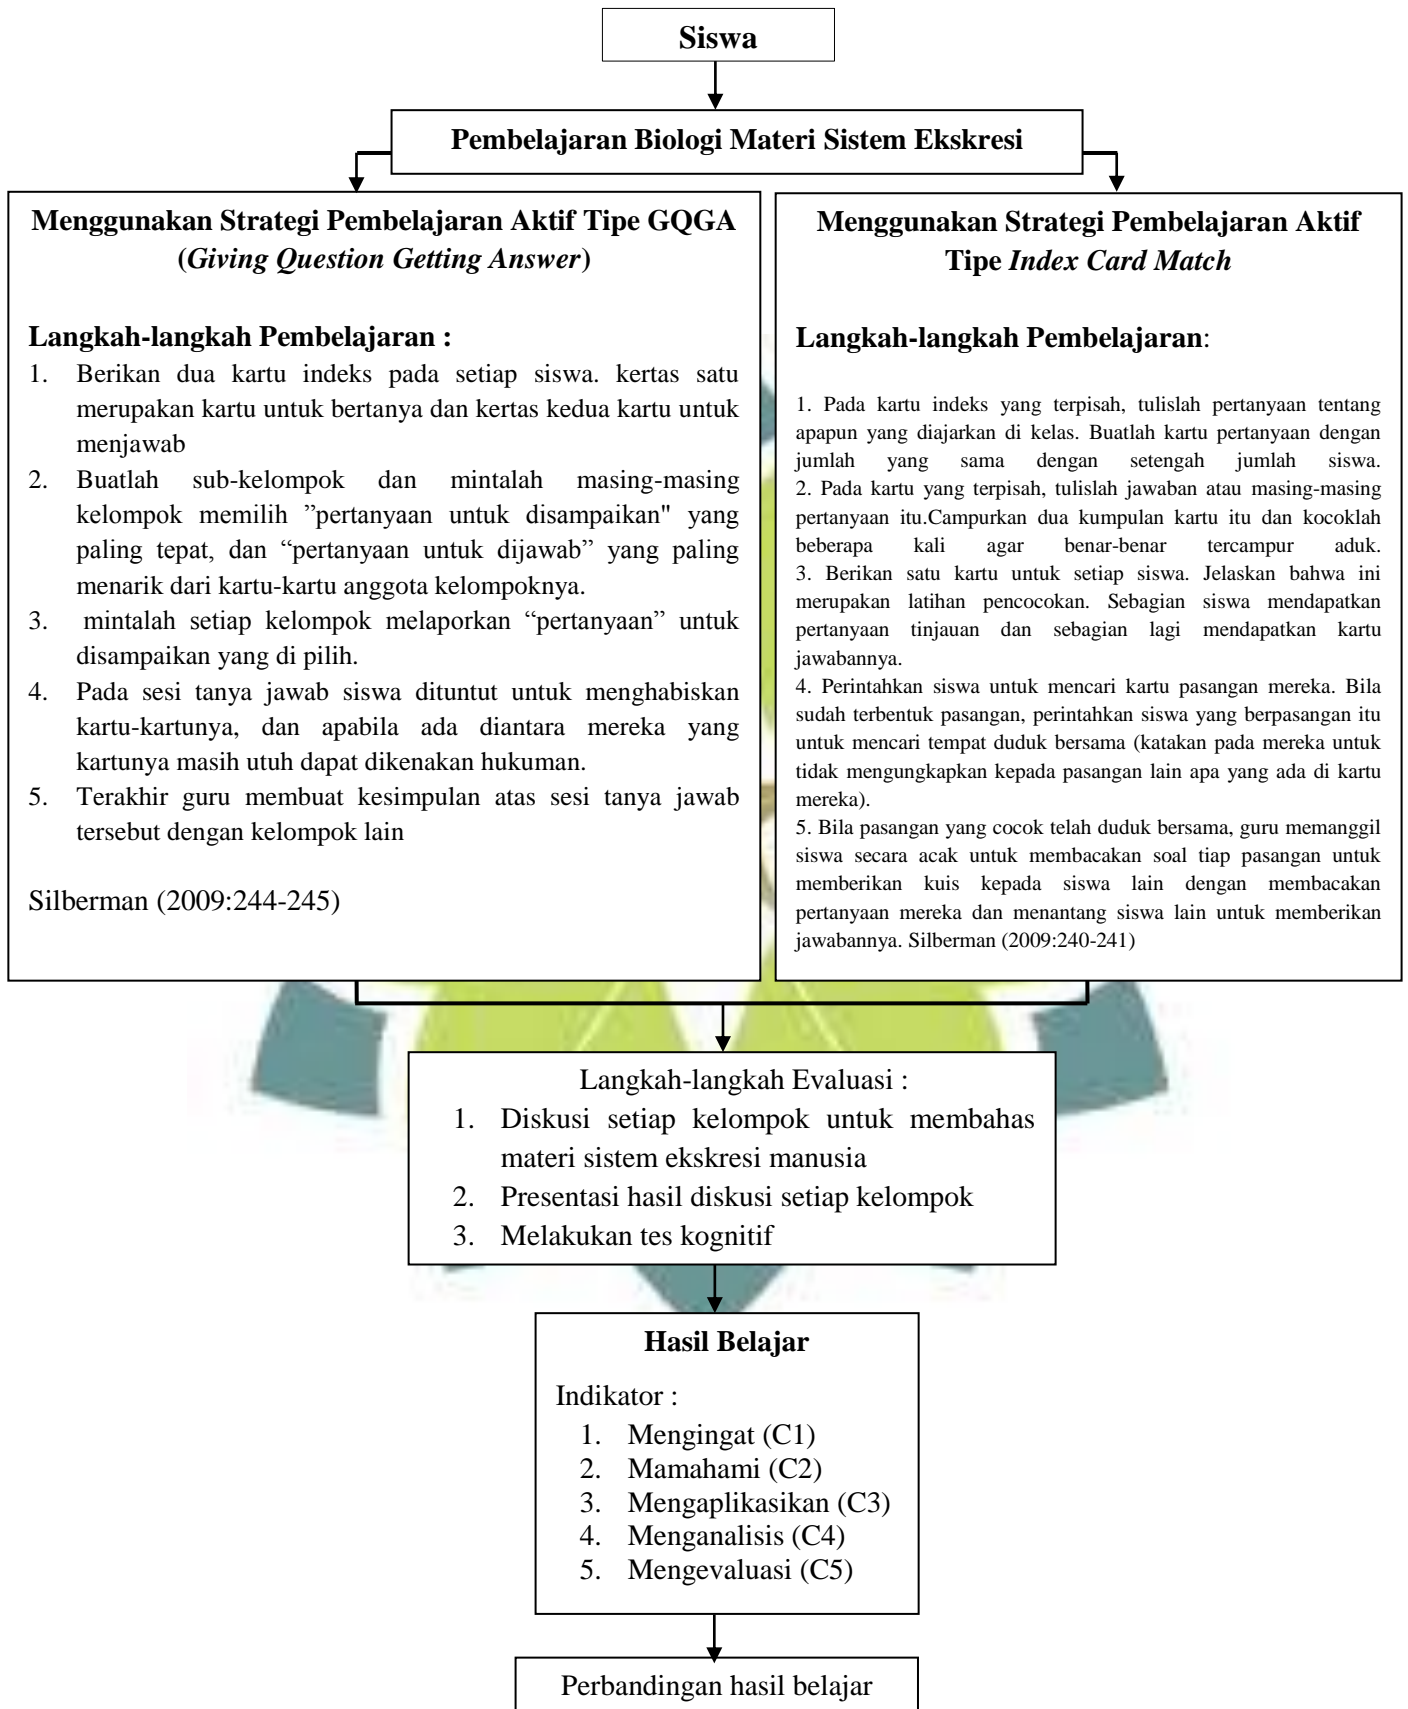 Siswa
Pembelajaran Biologi Materi Sistem Ekskresi
Menggunakan Strategi Pembelajaran Aktif Tipe GQGA
(Giving Question Getting Answer)
Langkah-langkah Pembelajaran :
1. Berikan dua kartu indeks pada setiap siswa. kertas satu
merupakan kartu untuk bertanya dan kertas kedua kartu untuk
menjawab
2. Buatlah sub-kelompok dan mintalah masing-masing
kelompok memilih ”pertanyaan untuk disampaikan" yang
paling tepat, dan “pertanyaan untuk dijawab” yang paling
menarik dari kartu-kartu anggota kelompoknya.
3. mintalah setiap kelompok melaporkan “pertanyaan” untuk
disampaikan yang di pilih.
4. Pada sesi tanya jawab siswa dituntut untuk menghabiskan
kartu-kartunya, dan apabila ada diantara mereka yang
kartunya masih utuh dapat dikenakan hukuman.
5. Terakhir guru membuat kesimpulan atas sesi tanya jawab
tersebut dengan kelompok lain
Silberman (2009:244-245)
Menggunakan Strategi Pembelajaran Aktif
Tipe Index Card Match
Langkah-langkah Pembelajaran:
1. Pada kartu indeks yang terpisah, tulislah pertanyaan tentang
apapun yang diajarkan di kelas. Buatlah kartu pertanyaan dengan
jumlah yang sama dengan setengah jumlah siswa.
2. Pada kartu yang terpisah, tulislah jawaban atau masing-masing
pertanyaan itu.Campurkan dua kumpulan kartu itu dan kocoklah
beberapa kali agar benar-benar tercampur aduk.
3. Berikan satu kartu untuk setiap siswa. Jelaskan bahwa ini
merupakan latihan pencocokan. Sebagian siswa mendapatkan
pertanyaan tinjauan dan sebagian lagi mendapatkan kartu
jawabannya.
4. Perintahkan siswa untuk mencari kartu pasangan mereka. Bila
sudah terbentuk pasangan, perintahkan siswa yang berpasangan itu
untuk mencari tempat duduk bersama (katakan pada mereka untuk
tidak mengungkapkan kepada pasangan lain apa yang ada di kartu
mereka).
5. Bila pasangan yang cocok telah duduk bersama, guru memanggil
siswa secara acak untuk membacakan soal tiap pasangan untuk
memberikan kuis kepada siswa lain dengan membacakan
pertanyaan mereka dan menantang siswa lain untuk memberikan
jawabannya. Silberman (2009:240-241)
Langkah-langkah Evaluasi :
1. Diskusi setiap kelompok untuk membahas
materi sistem ekskresi manusia
2. Presentasi hasil diskusi setiap kelompok
3. Melakukan tes kognitif
Hasil Belajar
Indikator :
1. Mengingat (C1)
2. Mamahami (C2)
3. Mengaplikasikan (C3)
4. Menganalisis (C4)
5. Mengevaluasi (C5)
Perbandingan hasil belajar